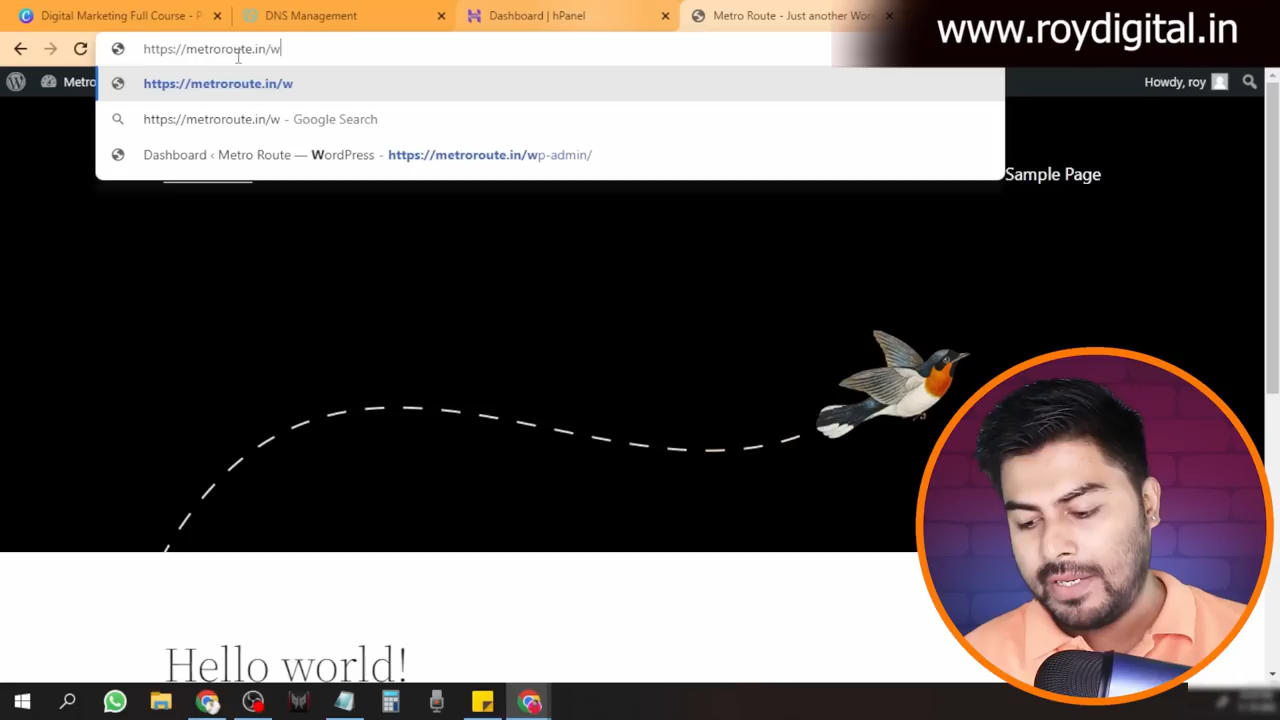 Digital Marketing Full Course - P
DNS Management
Dashboard | hPanel
Metro Route - Just another Wor
www.roydigital.in
https://metroroute.in/w
Metro
https://metroroute.in/w
Howdy, roy
https://metroroute.in/w - Google Search
Dashboard ‹ Metro Route — WordPress - https://metroroute.in/wp-admin/
Sample Page
Hello world!